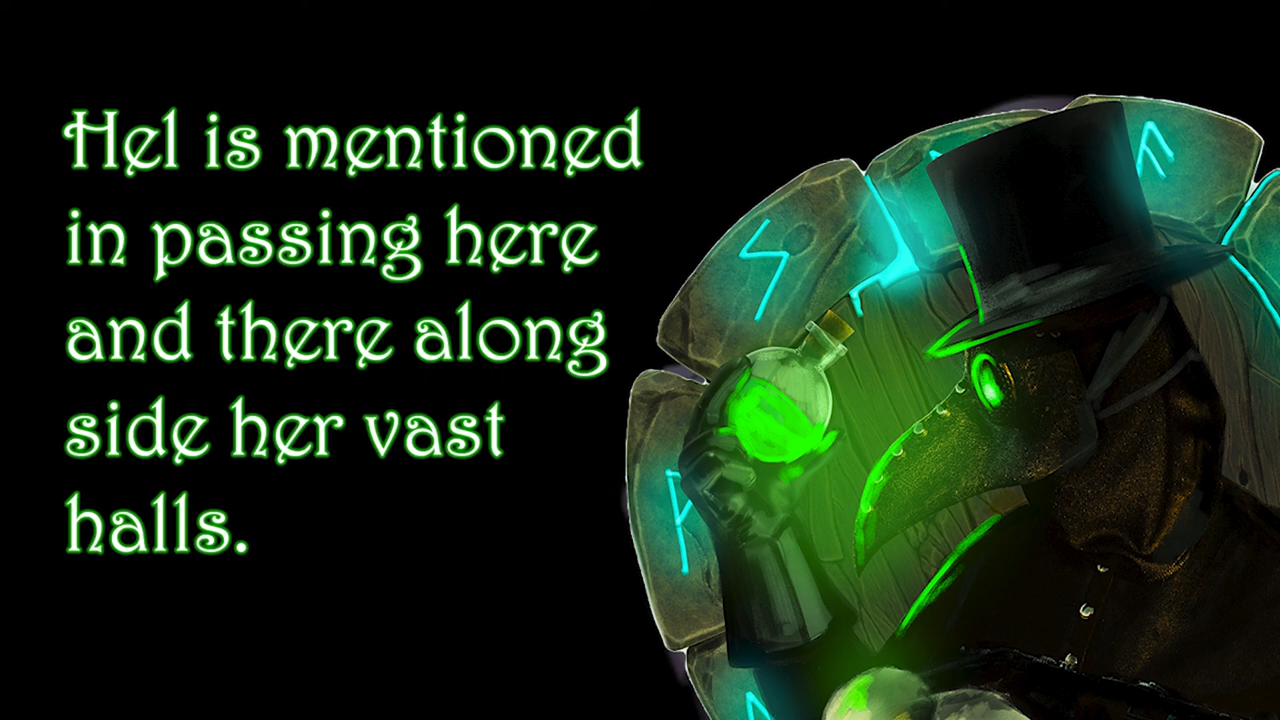 Hel is mentioned
in passing here
and there along
side her vast
halls.